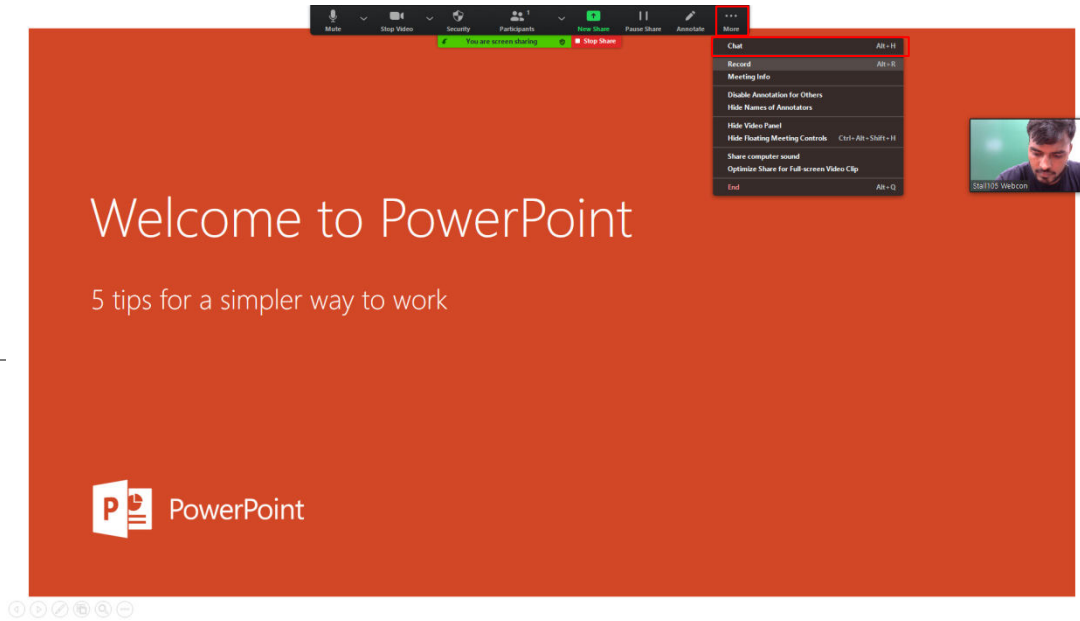 Mute
Stop Video
Security
Participants
1
New Share
Pause Share
Annotate
More
You are screen sharing
Stop Share
Chat Alt+H
Record Alt+R
Meeting Info
Disable Annotation for Others
Hide Names of Annotators
Hide Video Panel
Hide Floating Meeting Controls Ctrl+Alt+Shift+H
Share computer sound
Optimize Share for Full-screen Video Clip
End Alt+Q
Stall105 Webcon
Welcome to PowerPoint
5 tips for a simpler way to work
P
PowerPoint